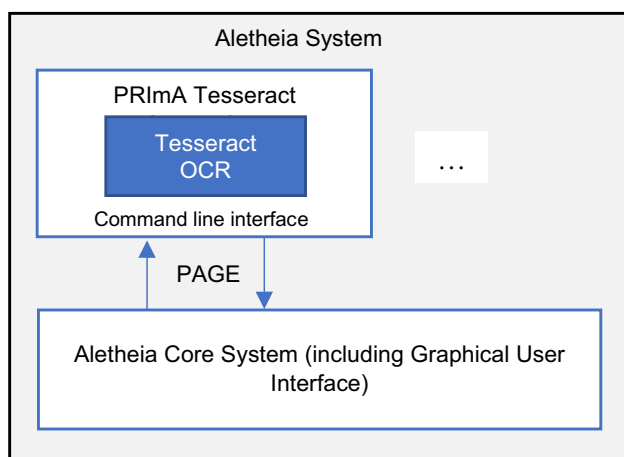 Aletheia System
PRImA Tesseract
Tesseract
OCR
Command line interface
…
PAGE
Aletheia Core System (including Graphical User
Interface)